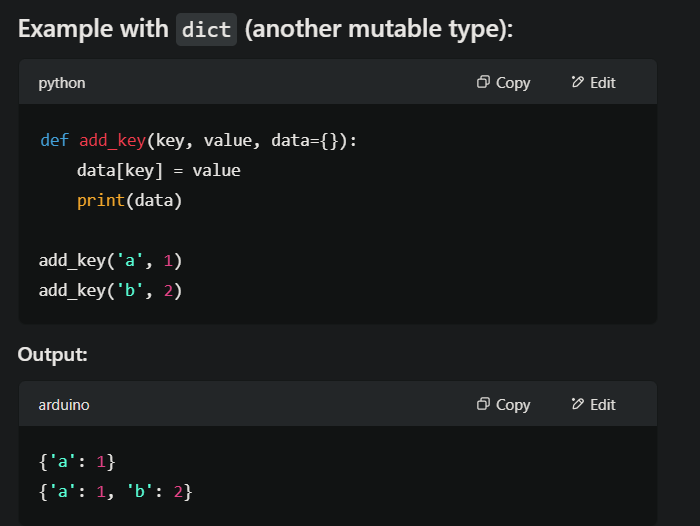 Example with dict (another mutable type):
python Copy Edit
def add_key(key, value, data={}):
    data[key] = value
    print(data)
add_key('a', 1)
add_key('b', 2)
Output:
arduino Copy Edit
{'a': 1}
{'a': 1, 'b': 2}